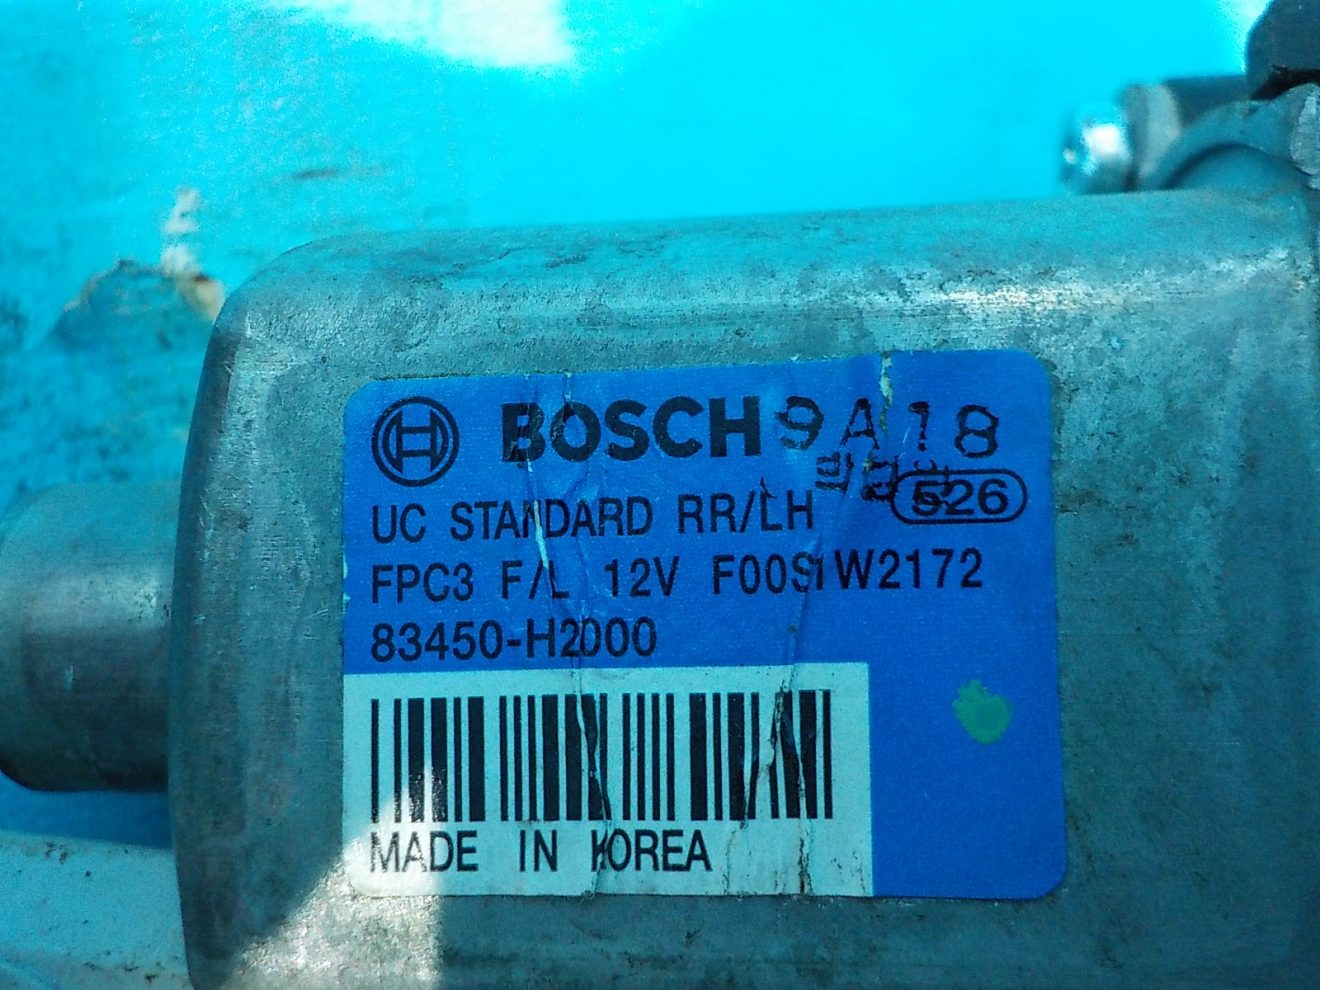 BOSCH 9A18
UC STANDARD RR/LH 526
FPC3 F/L 12V F00S1W2172
83450-H2000
MADE IN KOREA